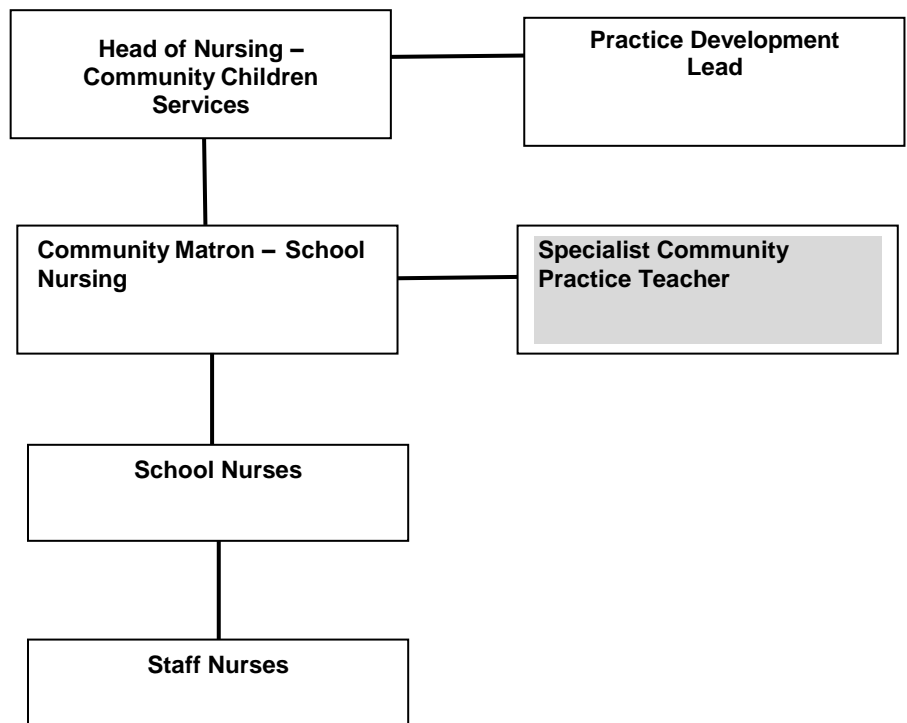 Head of Nursing –
Community Children
Services
Practice Development
Lead
Community Matron – School
Nursing
Specialist Community
Practice Teacher
School Nurses
Staff Nurses